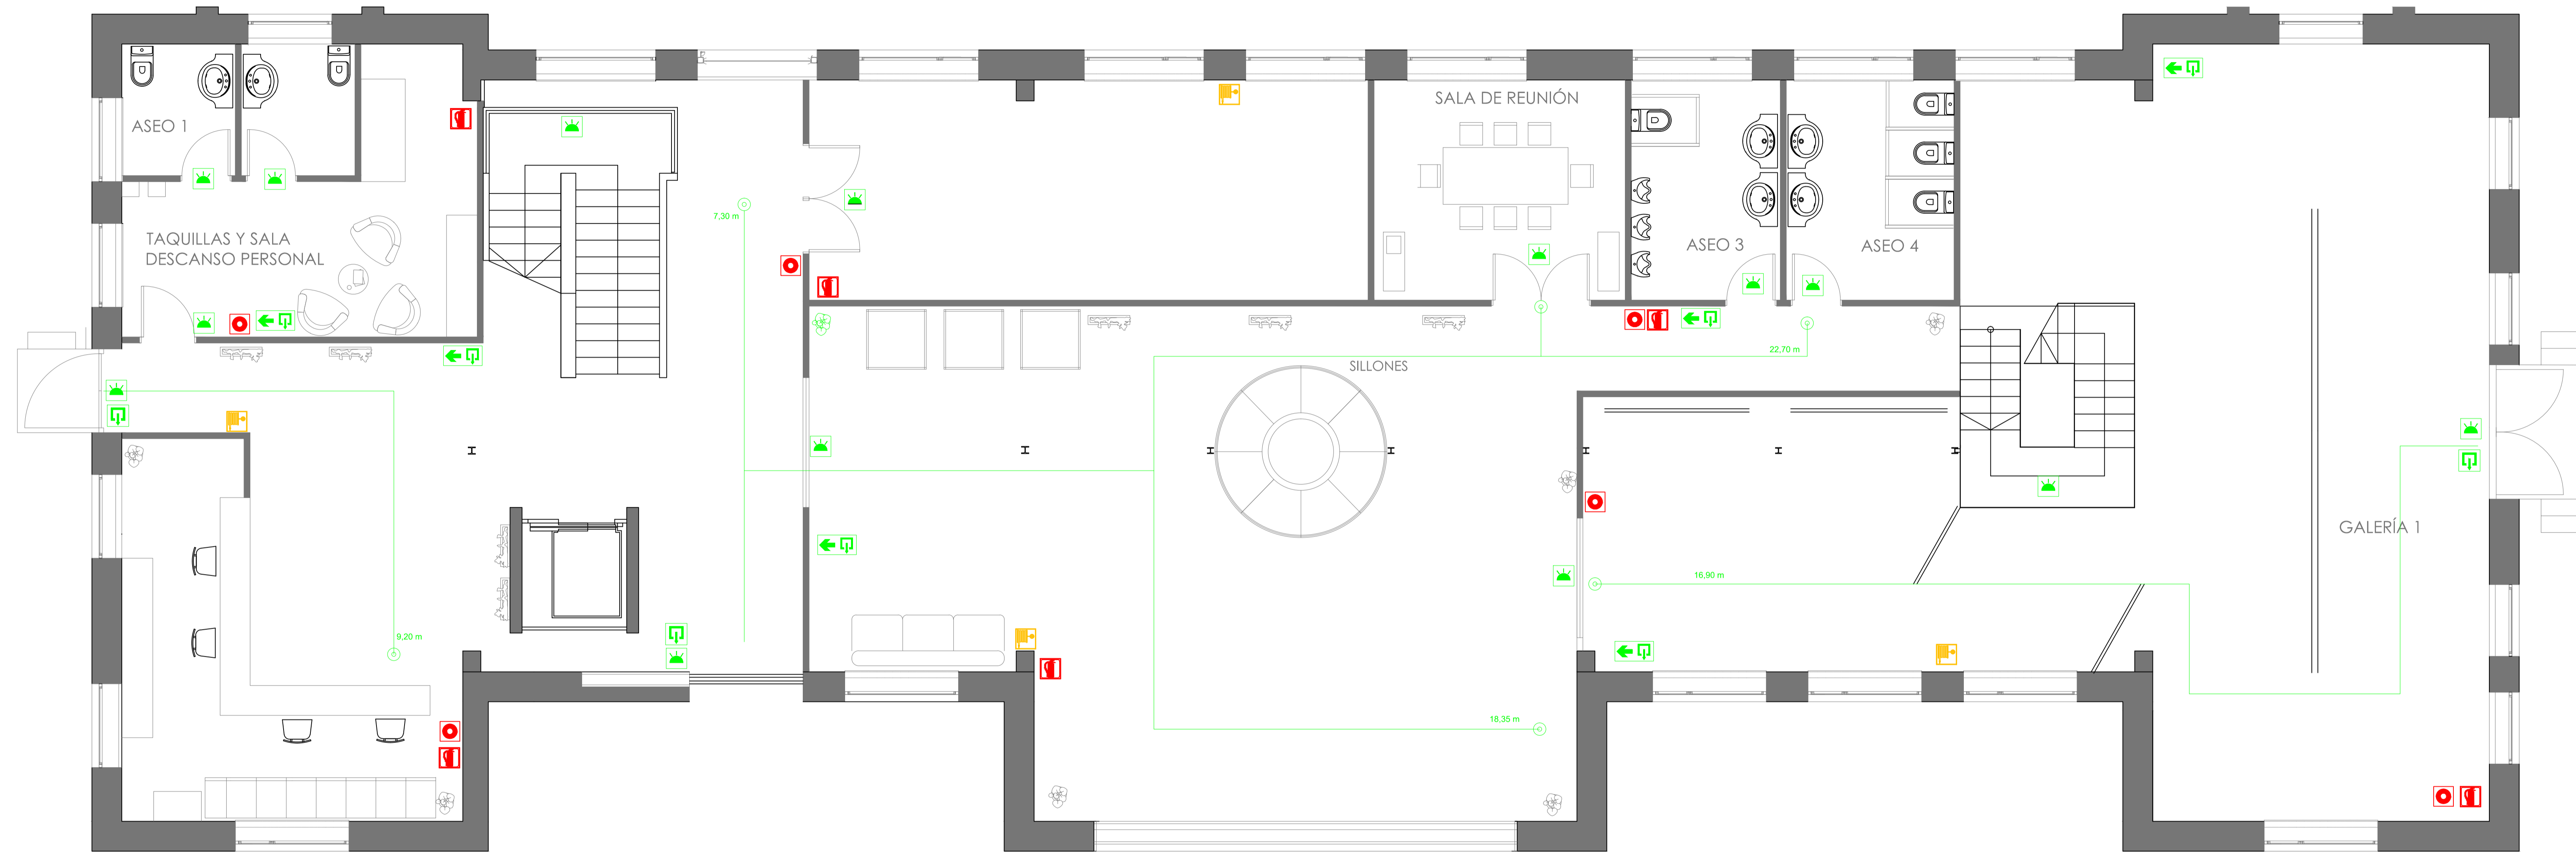 SALA DE REUNIÓN
ASEO 1
7,30 m
TAQUILLAS Y SALA
DESCANSO PERSONAL
ASEO 3
ASEO 4
22,70 m
SILLONES
GALERÍA 1
16,90 m
9,20 m
18,35 m